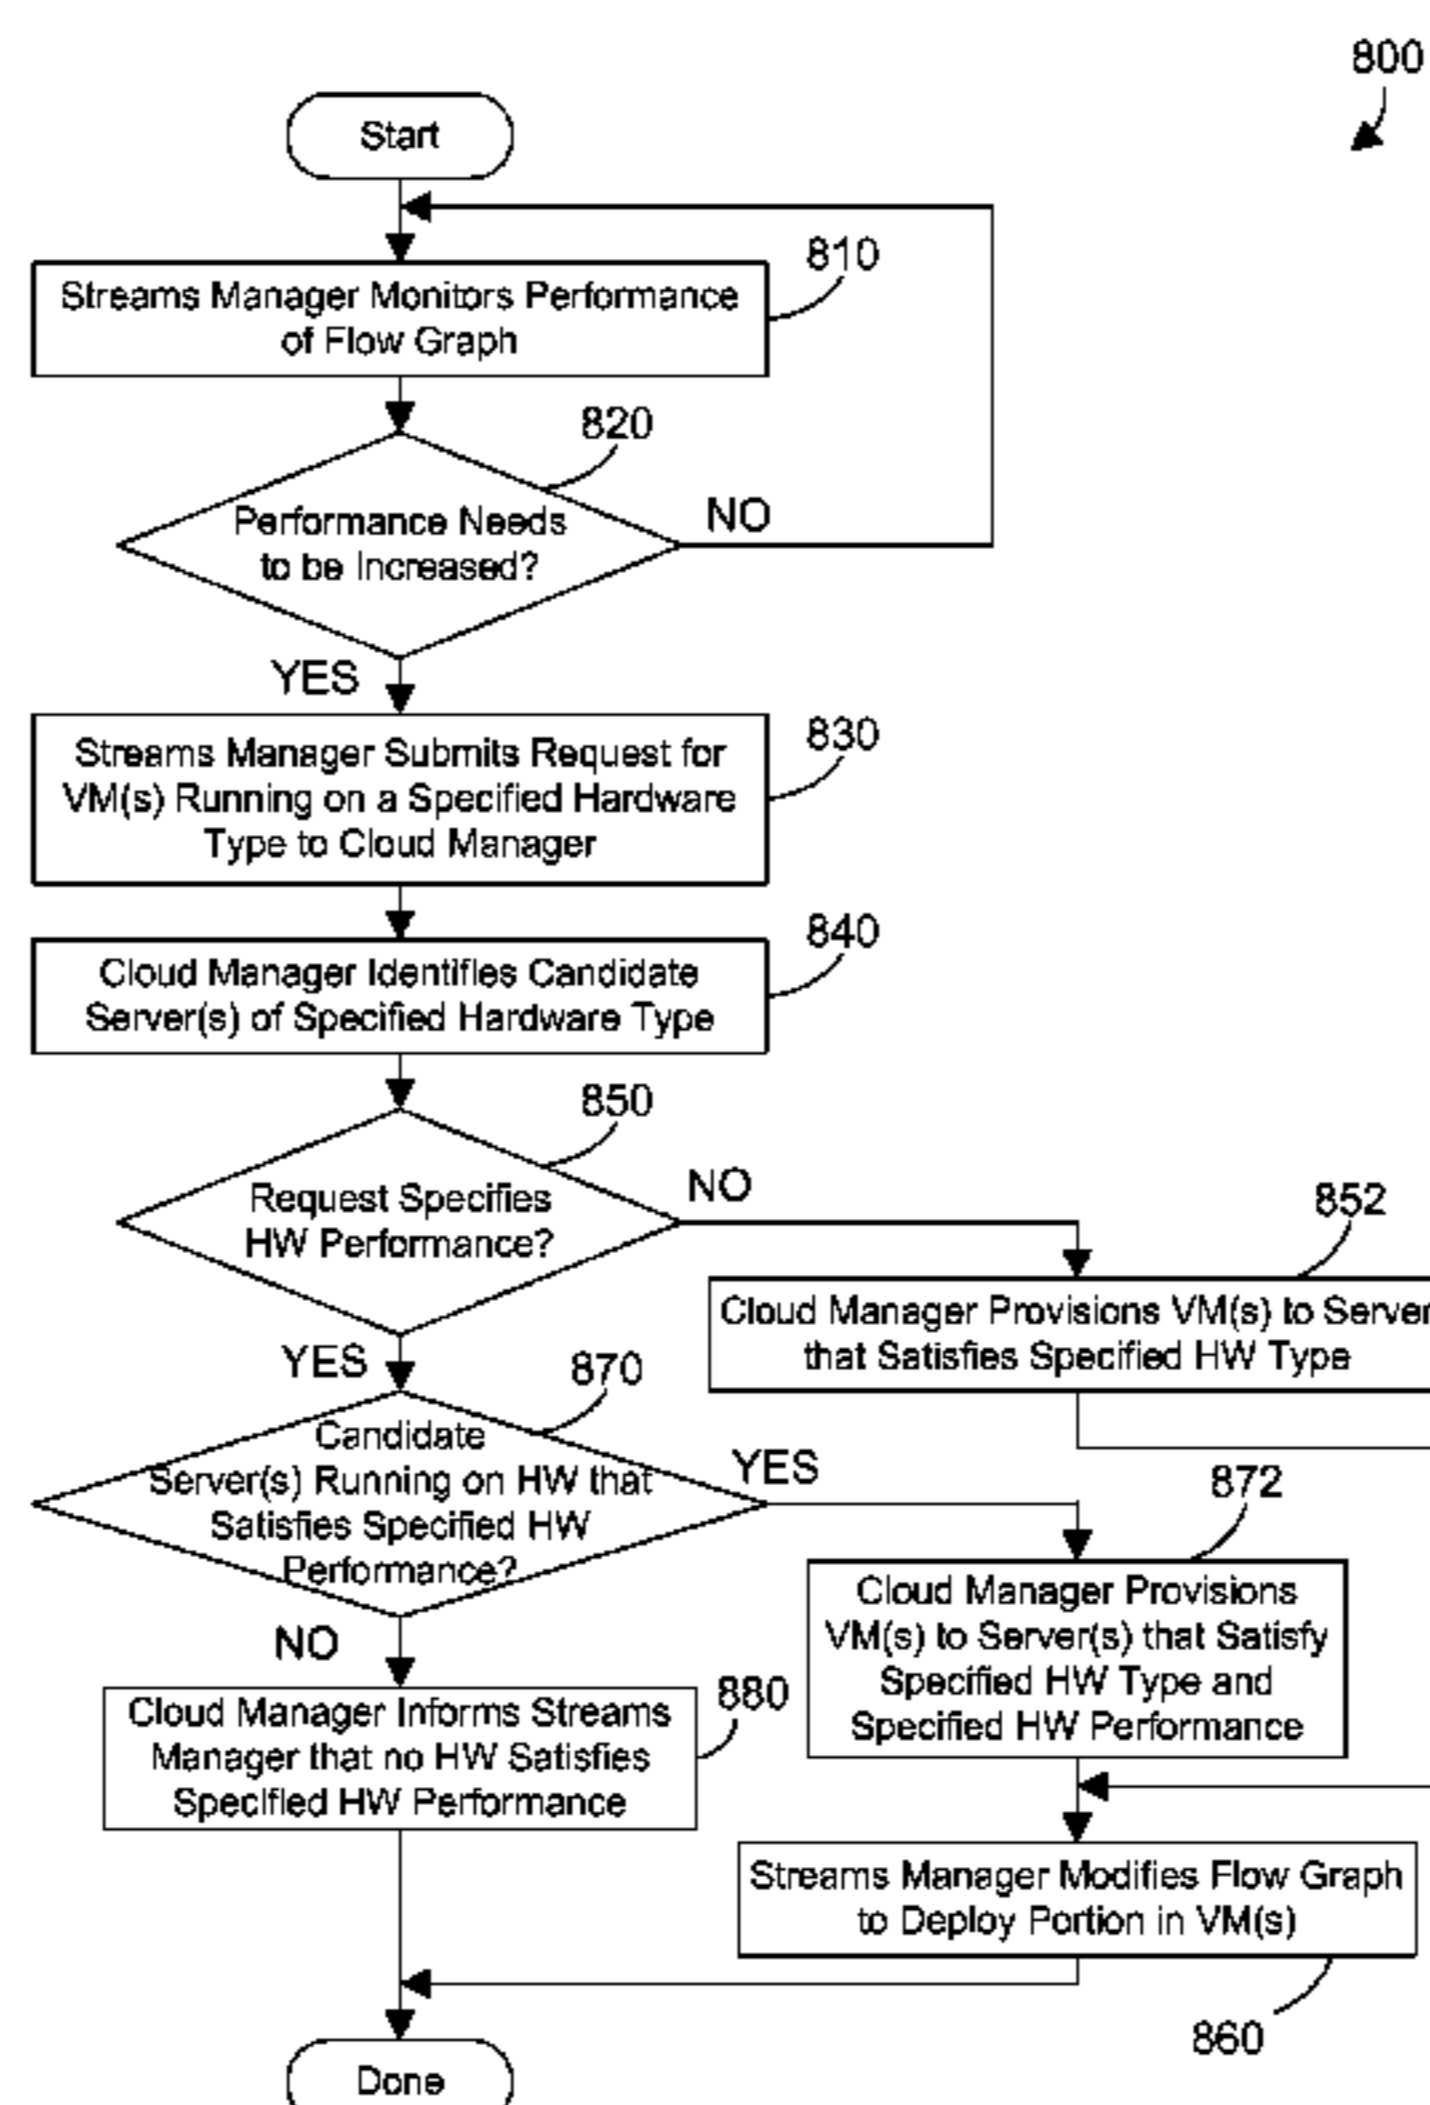 800
Start
810
Streams Manager Monitors Performance
of Flow Graph
820
Performance Needs
to be Increased?
NO
YES
830
Streams Manager Submits Request for
VM(s) Running on a Specified Hardware
Type to Cloud Manager
840
Cloud Manager Identifies Candidate
Server(s) of Specified Hardware Type
850
Request Specifies
HW Performance?
NO
852
Cloud Manager Provisions VM(s) to Server
that Satisfies Specified HW Type
YES
870
Candidate
Server(s) Running on HW that
Satisfies Specified HW
Performance?
YES
872
Cloud Manager Provisions
VM(s) to Server(s) that Satisfy
Specified HW Type and
Specified HW Performance
NO
880
Cloud Manager Informs Streams
Manager that no HW Satisfies
Specified HW Performance
Streams Manager Modifies Flow Graph
to Deploy Portion in VM(s)
860
Done